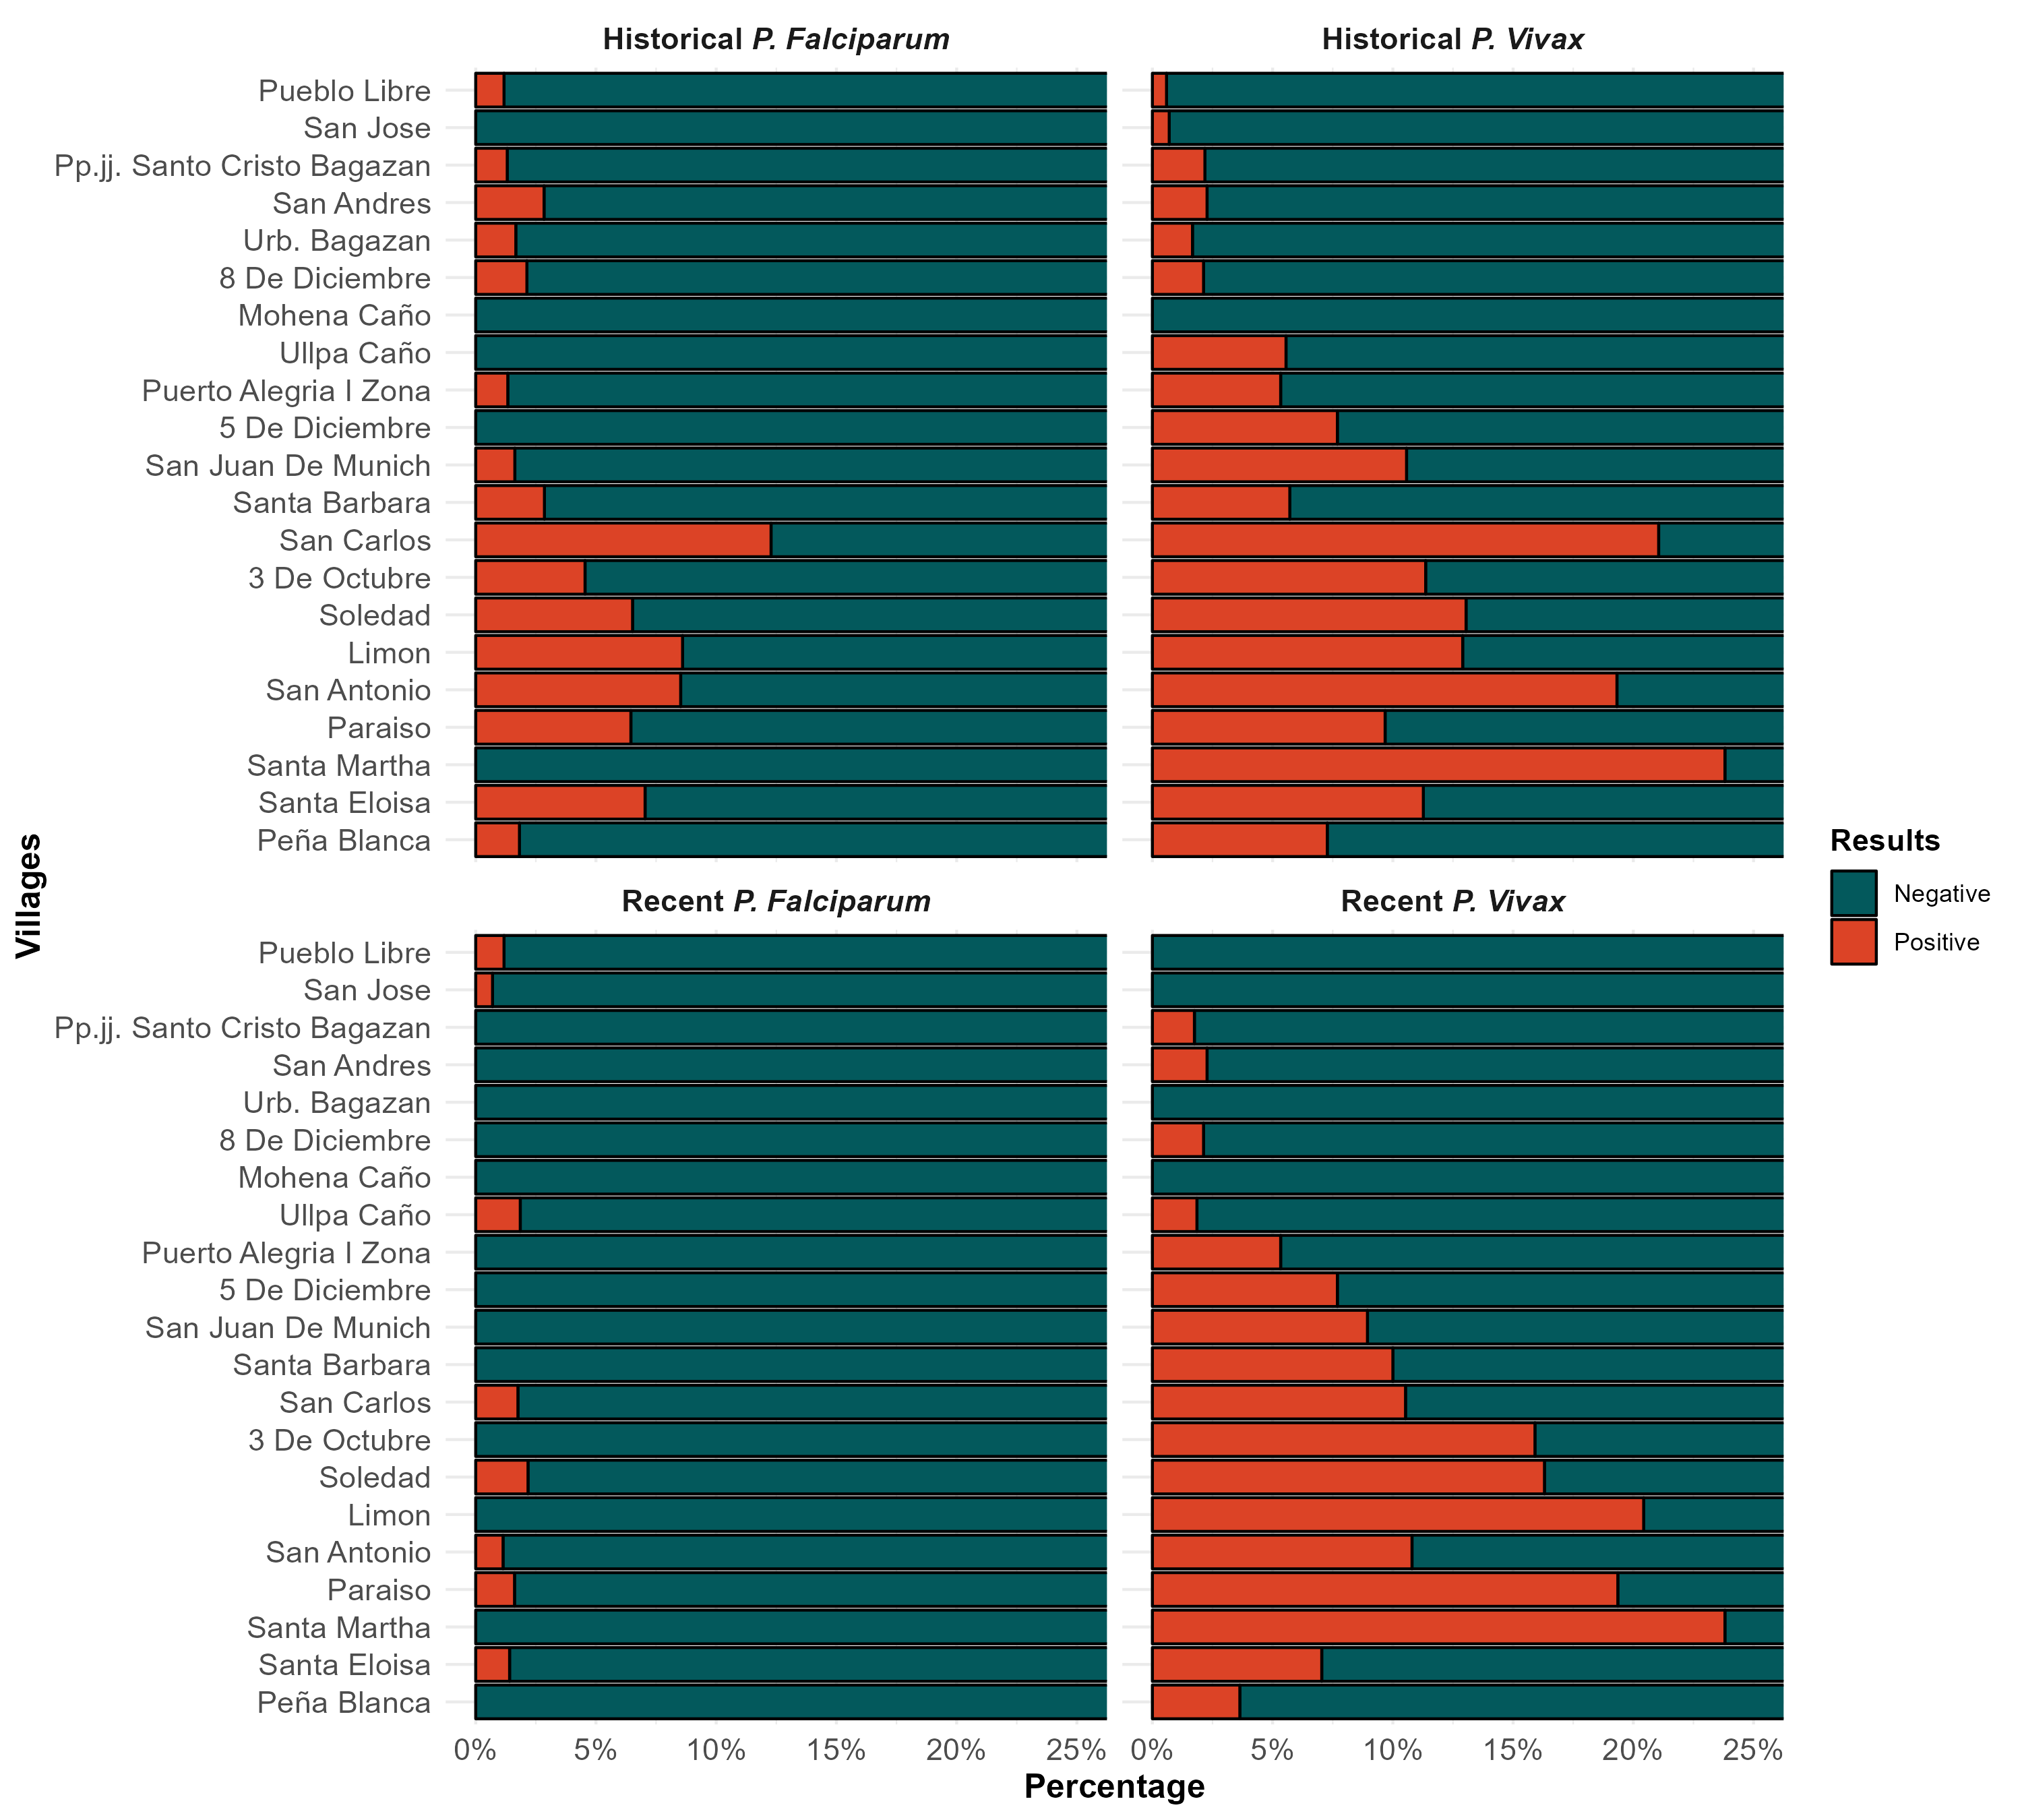 Historical P. Falciparum
Historical P. Vivax
Pueblo Libre
San Jose
Pp.jj. Santo Cristo Bagazan
San Andres
Urb. Bagazan
8 De Diciembre
Mohena Caño
Ullpa Caño
Puerto Alegria I Zona
5 De Diciembre
San Juan De Munich
Santa Barbara
San Carlos
3 De Octubre
Soledad
Limon
San Antonio
Paraiso
Santa Martha
Santa Eloisa
Peña Blanca
Villages
Recent P. Falciparum
Recent P. Vivax
Pueblo Libre
San Jose
Pp.jj. Santo Cristo Bagazan
San Andres
Urb. Bagazan
8 De Diciembre
Mohena Caño
Ullpa Caño
Puerto Alegria I Zona
5 De Diciembre
San Juan De Munich
Santa Barbara
San Carlos
3 De Octubre
Soledad
Limon
San Antonio
Paraiso
Santa Martha
Santa Eloisa
Peña Blanca
0% 5% 10% 15% 20% 25%
0% 5% 10% 15% 20% 25%
Percentage
Results
Negative
Positive